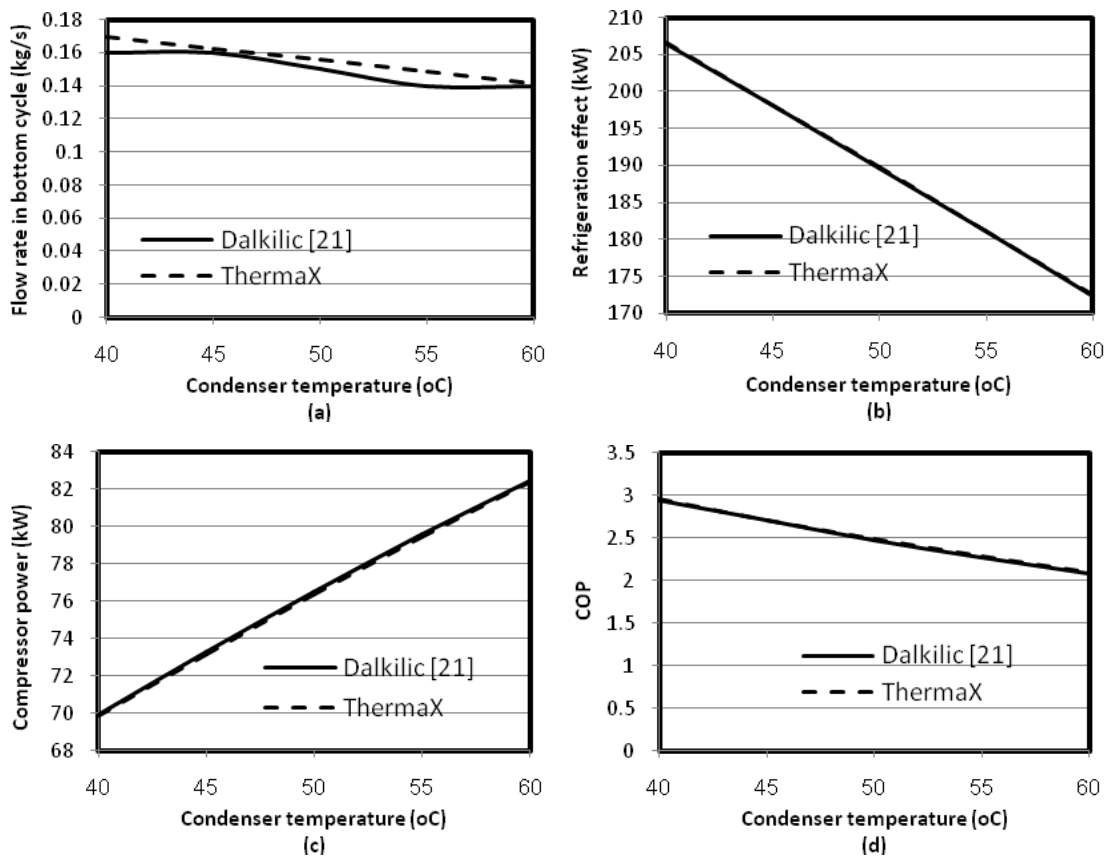 Flow rate in bottom cycle (kg/s)
0.18
0.16
0.14
0.12
0.1
0.08
0.06
0.04
0.02
0
Dalkilic [21]
ThermaX
40 45 50 55 60
Condenser temperature (oC)
(a)
Refrigeration effect (kW)
210
205
200
195
190
185
180
175
170
Dalkilic [21]
ThermaX
40 45 50 55 60
Condenser temperature (oC)
(b)
Compressor power (kW)
84
82
80
78
76
74
72
70
68
Dalkilic [21]
ThermaX
40 45 50 55 60
Condenser temperature (oC)
(c)
COP
3.5
3
2.5
2
1.5
1
0.5
0
Dalkilic [21]
ThermaX
40 45 50 55 60
Condenser temperature (oC)
(d)